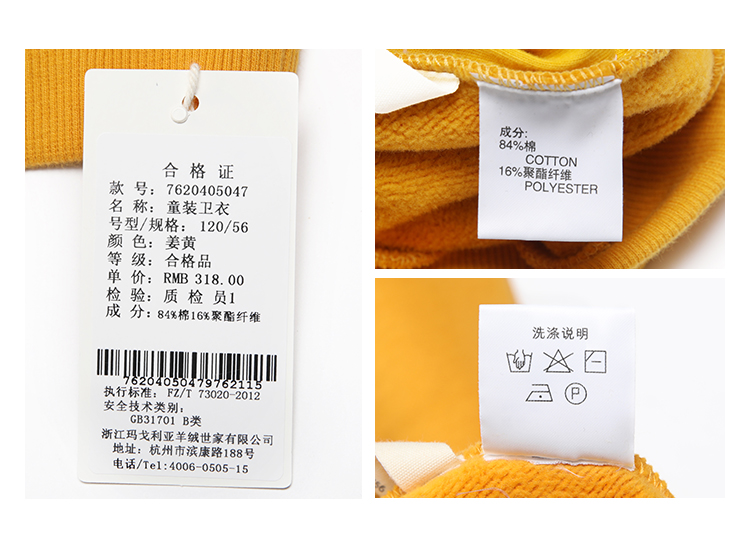 合格证
款 号: 7620405047
名 称: 童装卫衣
号型/规格: 120/56
颜 色: 姜黄
等 级: 合格品
单 价: RMB 318.00
检 验: 质 检 员1
成 分: 84%棉16%聚酯纤维
76204050479762115
执行标准: FZ/T 73020-2012
安全技术类别:
GB31701 B类
浙江玛戈利亚羊绒世家有限公司
地址: 杭州市滨康路188号
电话/Tel:4006-0505-15
成分:
84%棉
COTTON
16%聚酯纤维
POLYESTER
洗涤说明
P